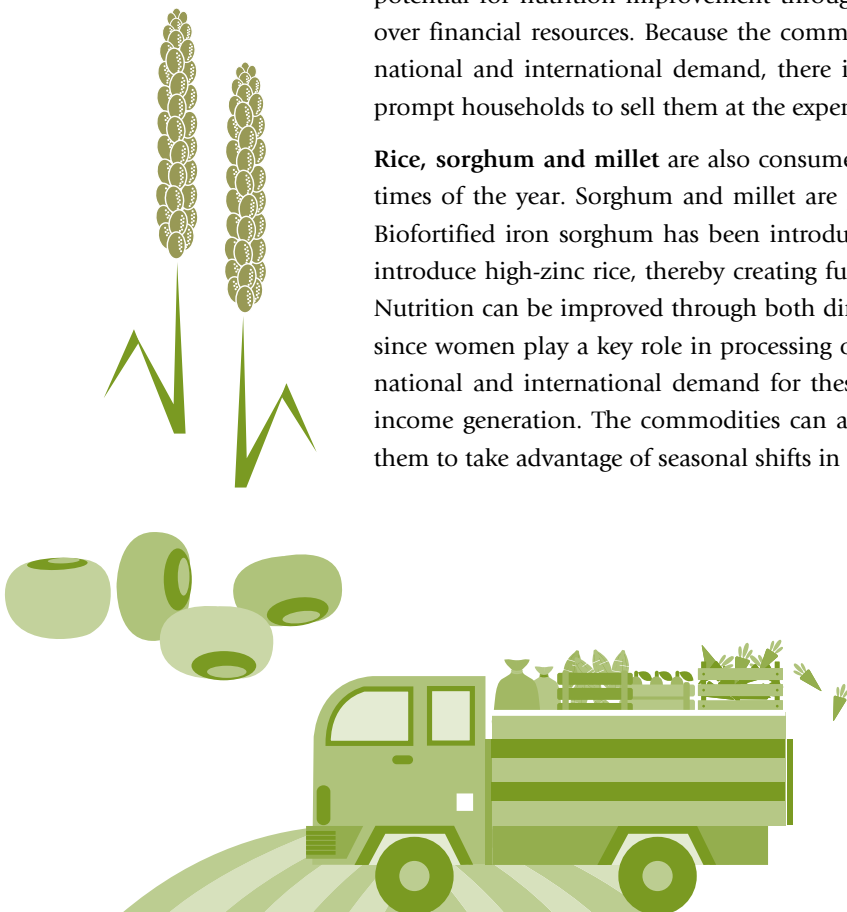 potential for nutrition improvement throug
over financial resources. Because the comm
national and international demand, there i
prompt households to sell them at the exper
Rice, sorghum and millet are also consume
times of the year. Sorghum and millet are
Biofortified iron sorghum has been introdu
introduce high-zinc rice, thereby creating fu
Nutrition can be improved through both dir
since women play a key role in processing o
national and international demand for thes
income generation. The commodities can a
them to take advantage of seasonal shifts in